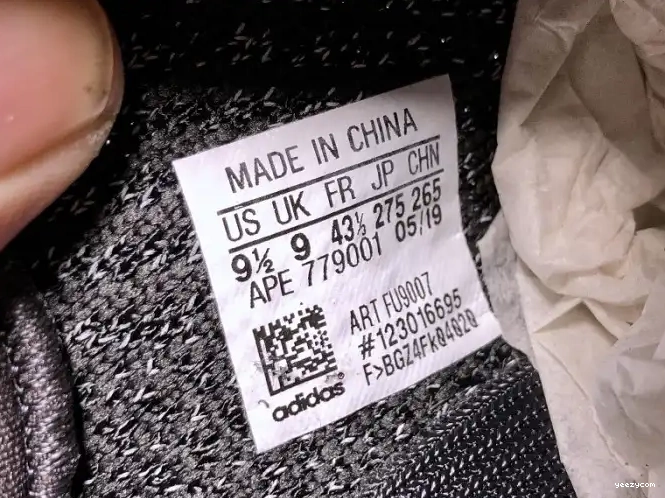 MADE IN CHINA
US UK FR JP CHN
9½ 9 43⅓ 275 265
APE 779001 05/19
ART FU9007
#123016695
F>BGZ4Fk04020
adidas®
yeezycom